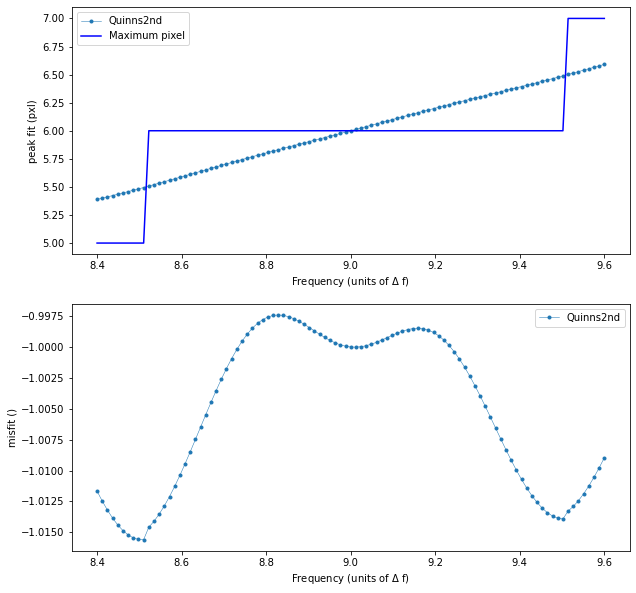 Quinns2nd
Maximum pixel
7.00
6.75
6.50
6.25
6.00
5.75
5.50
5.25
5.00
peak fit (pxl)
8.4 8.6 8.8 9.0 9.2 9.4 9.6
Frequency (units of Δ f)
Quinns2nd
−0.9975
−1.0000
−1.0025
−1.0050
−1.0075
−1.0100
−1.0125
−1.0150
misfit ()
8.4 8.6 8.8 9.0 9.2 9.4 9.6
Frequency (units of Δ f)